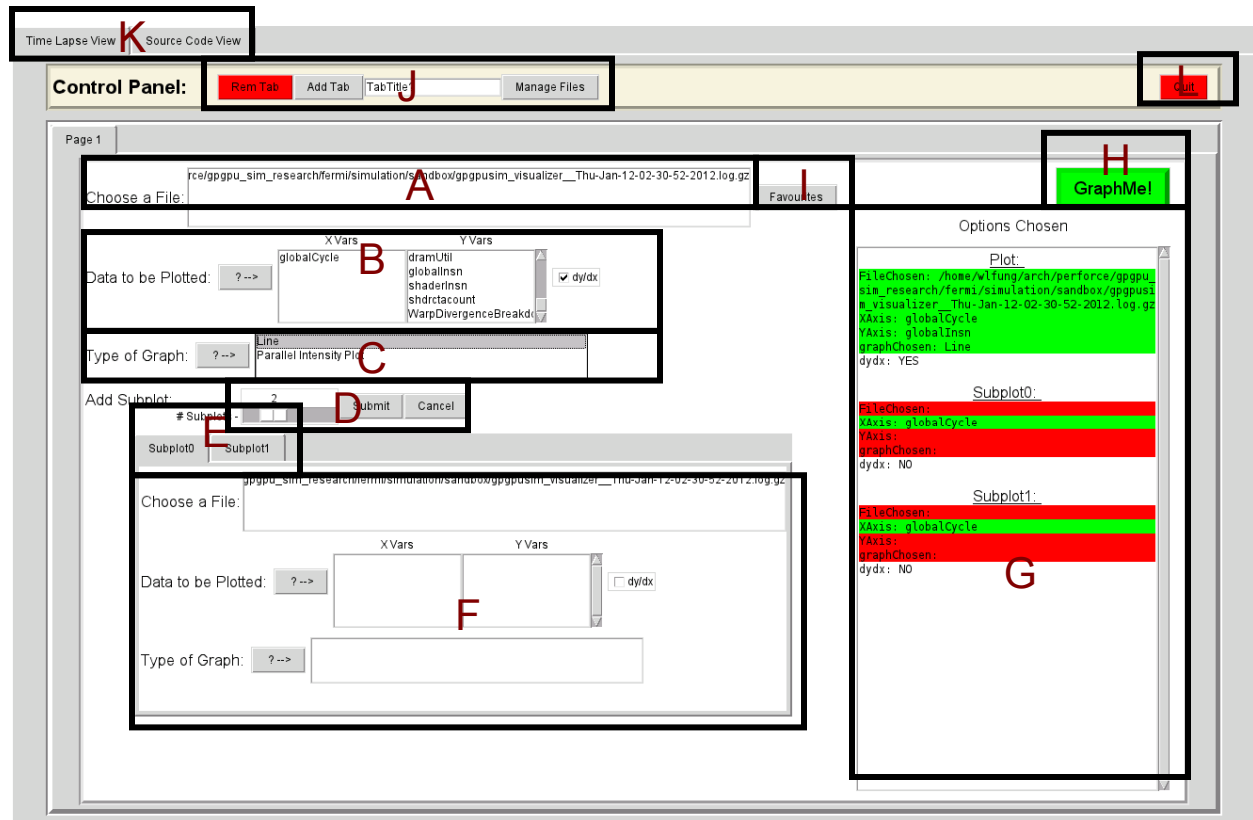 Time Lapse View K Source Code View
Control Panel: Rem Tab Add Tab TabTitle? J Manage Files L Quit
Page 1
H
rce/gpgpu_sim_research/fermi/simulation/sandbox/gpgpusim_visualizer__Thu-Jan-12-02-30-52-2012.log.gz
Choose a File: A I Favourites GraphMe!
Options Chosen
X Vars Y Vars
B
Data to be Plotted: ? --> globalCycle dramUtil dy/dx
globalInsn
shaderInsn
shdrctacount
WarpDivergenceBreakdo
Type of Graph: ? --> Line
Parallel Intensity Plot
C
Add Subplot: 2
# Subplots - Submit D Cancel
E
Subplot0 Subplot1
gpgpu_sim_research/fermi/simulation/sandbox/gpgpusim_visualizer__Thu-Jan-12-02-30-52-2012.log.gz
Choose a File:
X Vars Y Vars
Data to be Plotted: ? --> dy/dx
F
Type of Graph: ? -->
Plot:
FileChosen: /home/wlfung/arch/perforce/gpgpu_
sim_research/fermi/simulation/sandbox/gpgpusi
m_visualizer__Thu-Jan-12-02-30-52-2012.log.gz
XAxis: globalCycle
YAxis: globalInsn
graphChosen: Line
dydx: YES
Subplot0:
FileChosen:
XAxis: globalCycle
YAxis:
graphChosen:
dydx: NO
Subplot1:
FileChosen:
XAxis: globalCycle
YAxis:
graphChosen:
dydx: NO
G